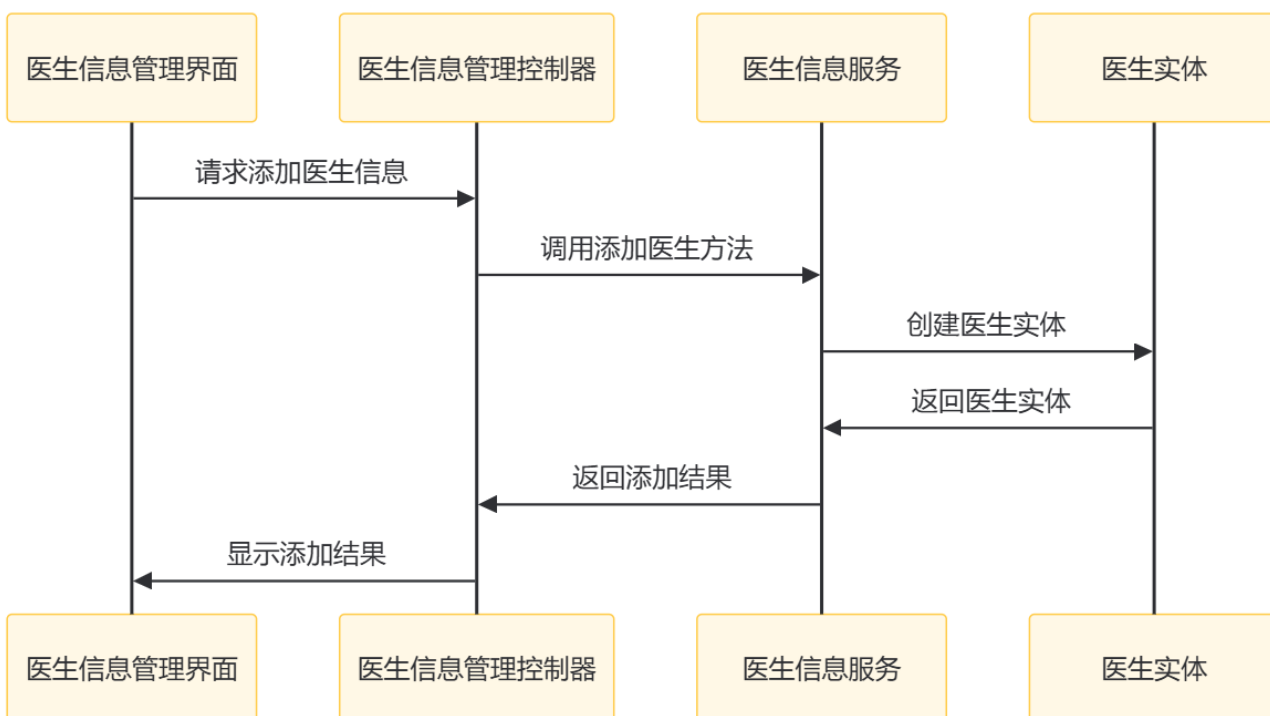 医生信息管理界面
医生信息管理控制器
医生信息服务
医生实体
请求添加医生信息
调用添加医生方法
创建医生实体
返回医生实体
返回添加结果
显示添加结果
医生信息管理界面
医生信息管理控制器
医生信息服务
医生实体